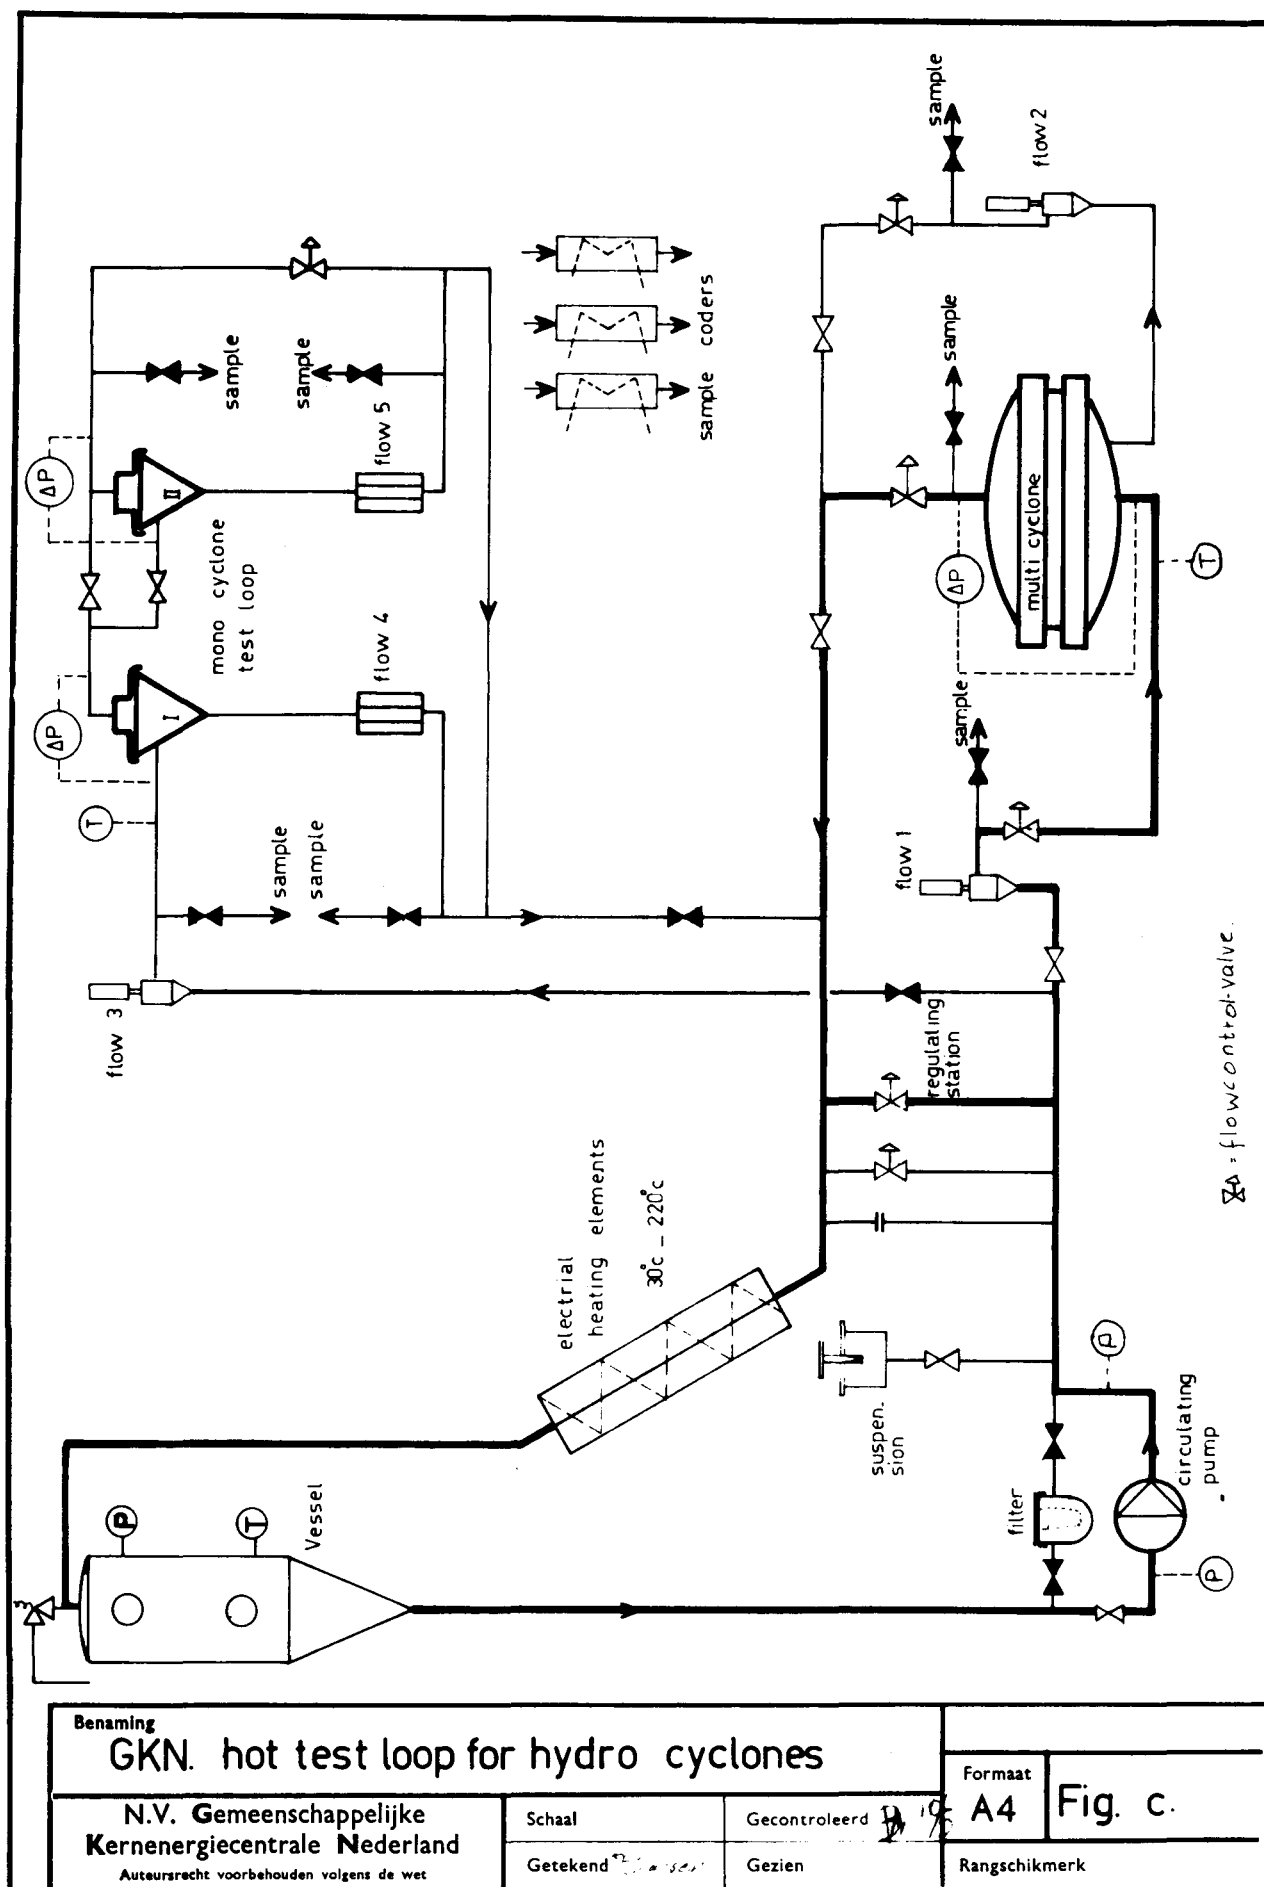 sample
flow 2
sample
sample
sample coolers
sample
flow 5
ΔP
II
mono cyclone
test loop
ΔP
multi cyclone
T
ΔP
I
flow 4
sample
T
sample
sample
flow 1
flow 3
regulating
station
= flowcontrol-valve.
electrial
heating elements
30°c - 220°c
suspen.
sion
P
circulating
pump
filter
P
P
T
Vessel
Benaming
GKN. hot test loop for hydro cyclones
N.V. Gemeenschappelijke
Kernenergiecentrale Nederland
Auteursrecht voorbehouden volgens de wet
Schaal
Gecontroleerd
Getekend
Gezien
Formaat
A4
Fig. c.
Rangschikmerk